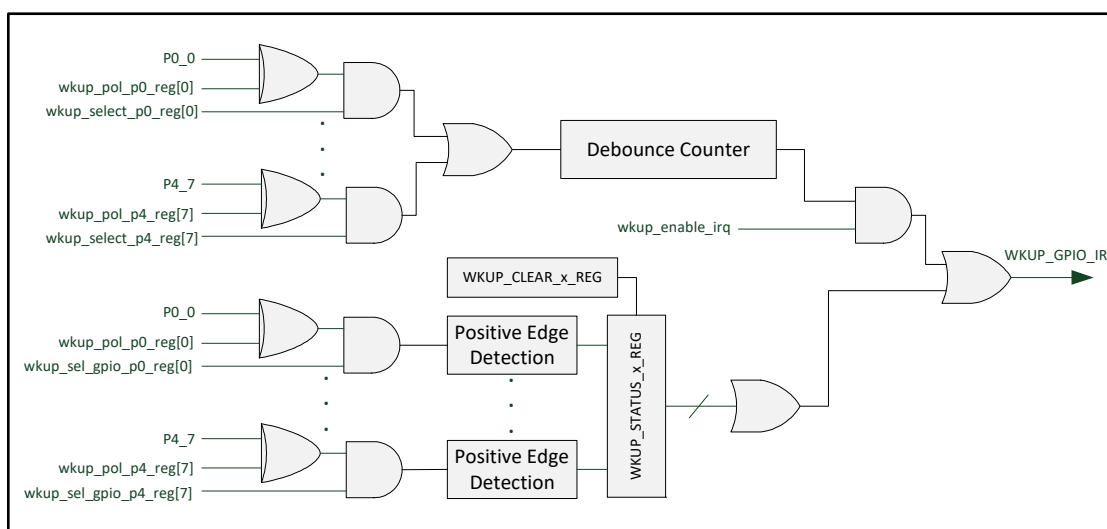 P0_0
wkup_pol_p0_reg[0]
wkup_select_p0_reg[0]
P4_7
wkup_pol_p4_reg[7]
wkup_select_p4_reg[7]
Debounce Counter
wkup_enable_irq
WKUP_GPIO_IR
WKUP_CLEAR_x_REG
P0_0
wkup_pol_p0_reg[0]
wkup_sel_gpio_p0_reg[0]
Positive Edge
Detection
WKUP_STATUS_x_REG
P4_7
wkup_pol_p4_reg[7]
wkup_sel_gpio_p4_reg[7]
Positive Edge
Detection